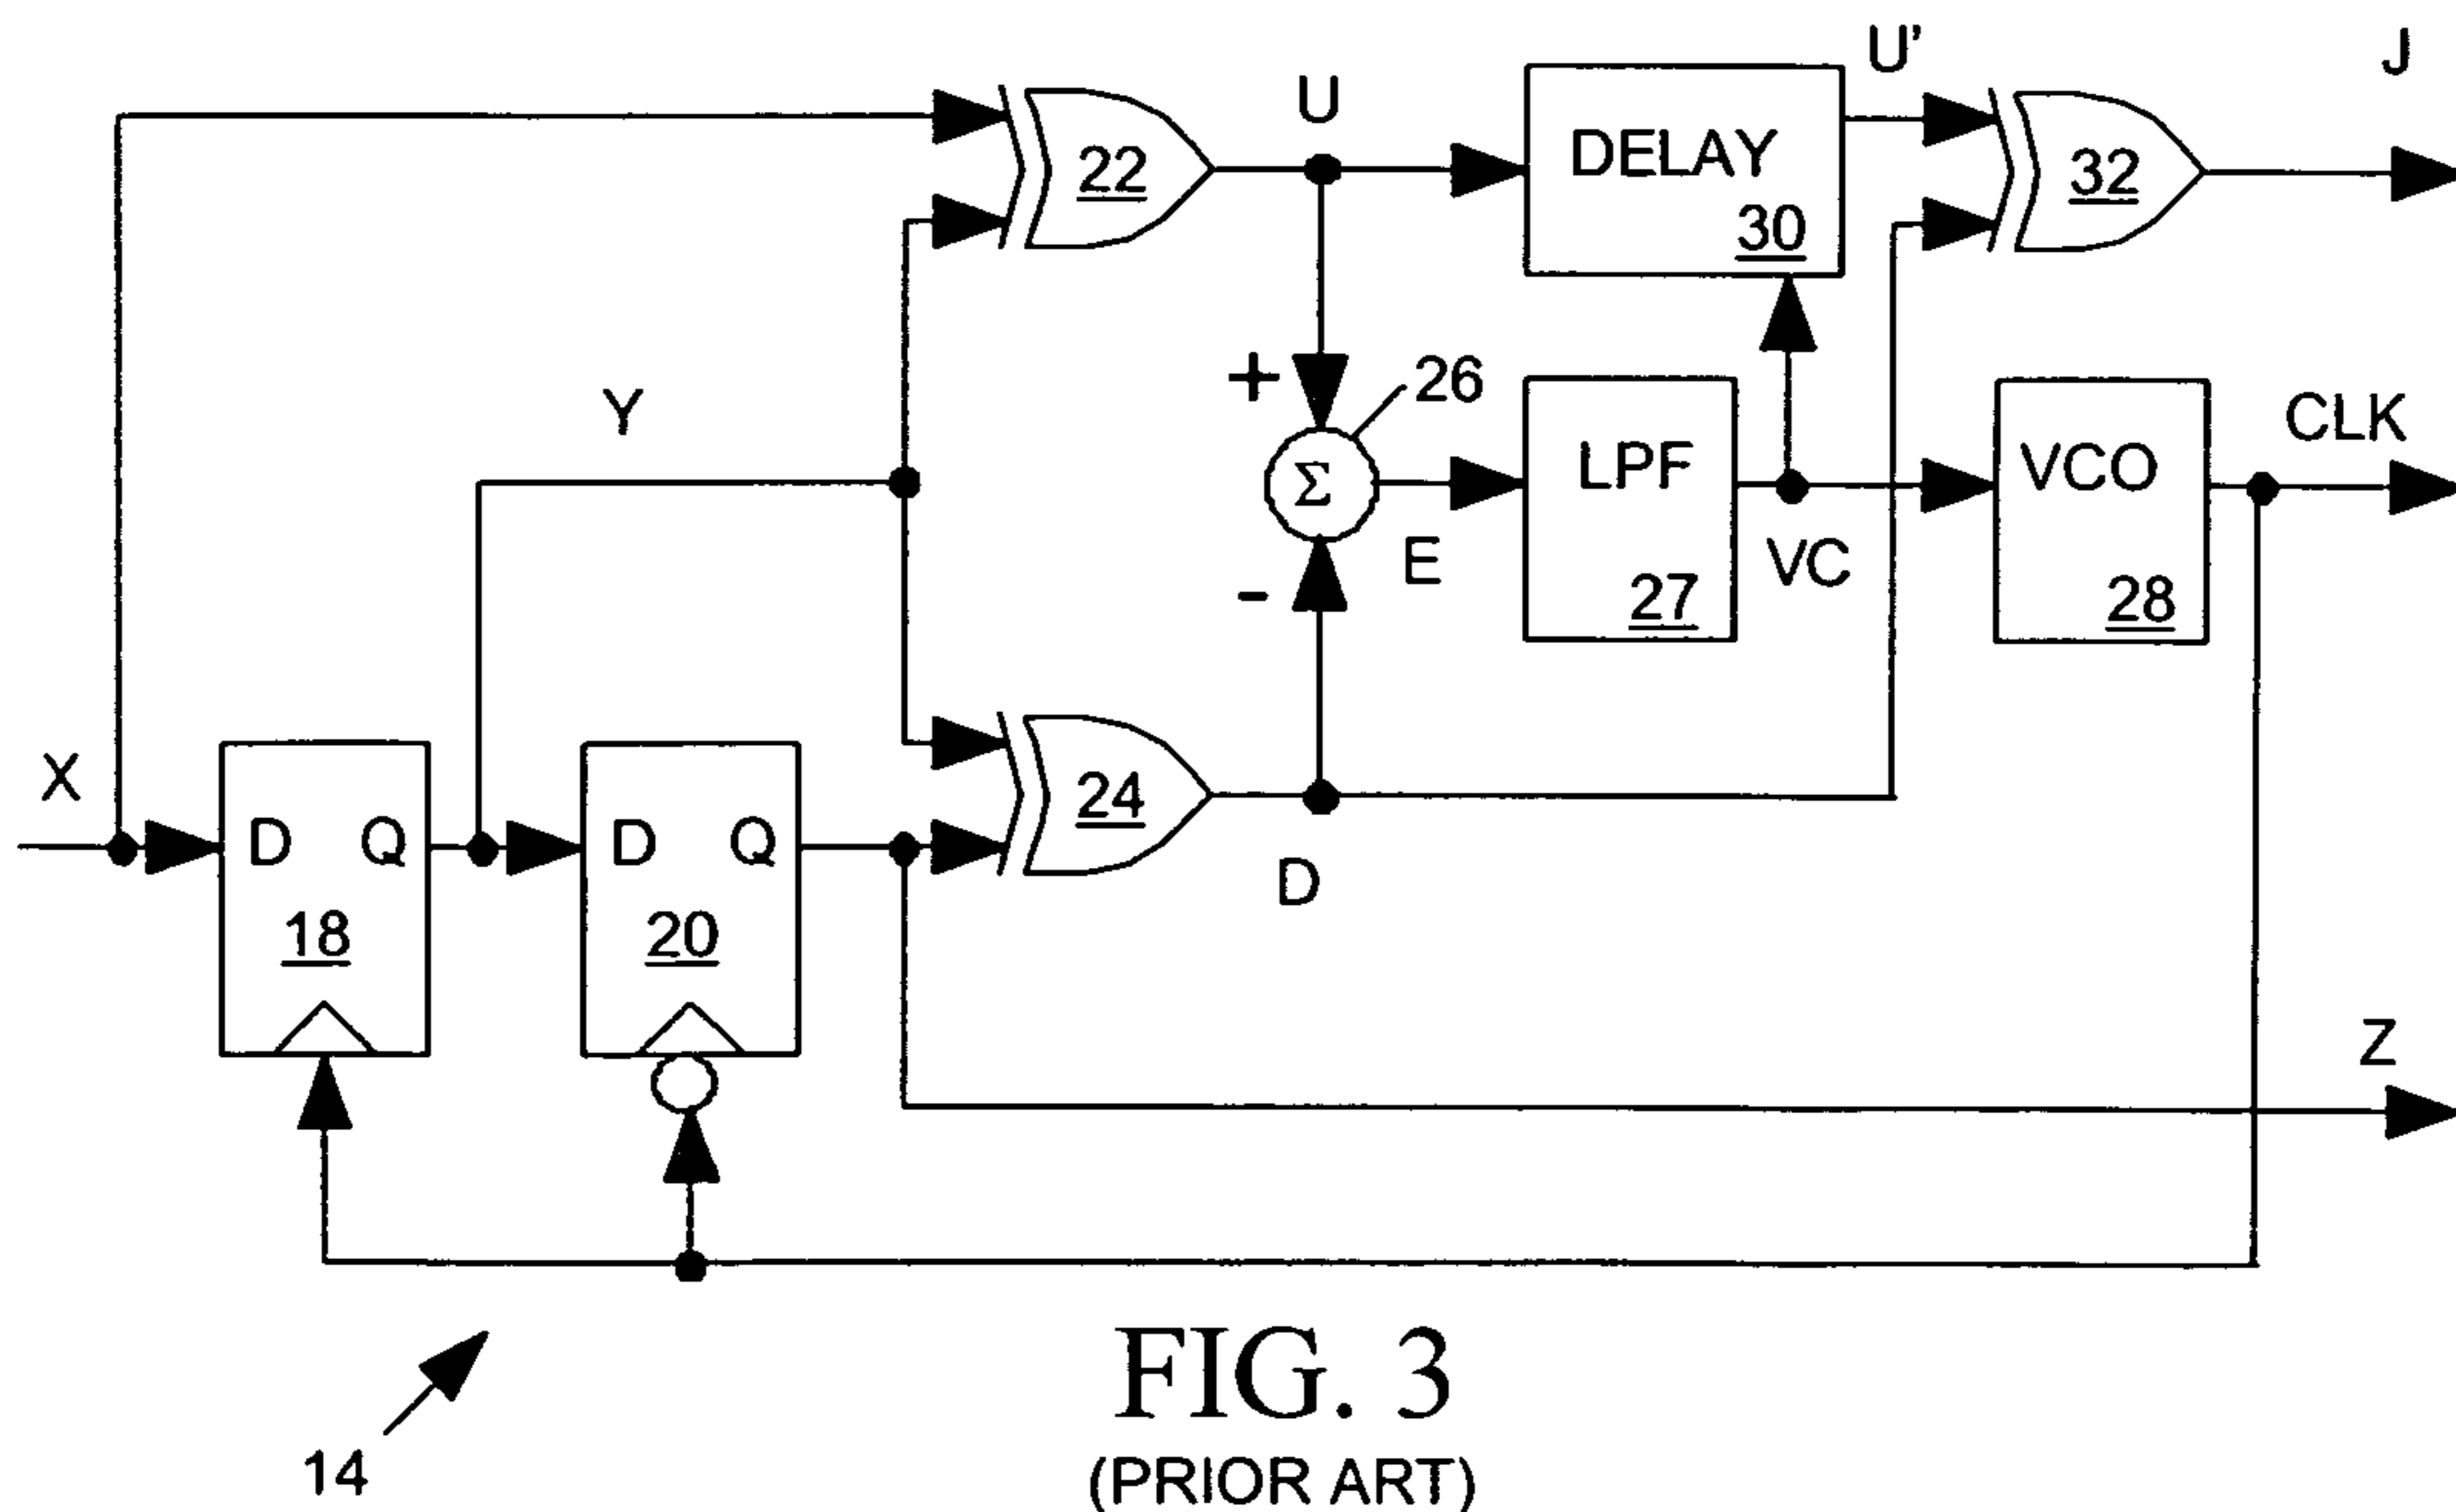 U'
J
U
DELAY
22
30
32
+
26
Y
CLK
Σ
LPF
VCO
E
VC
-
27
28
X
24
D Q
D Q
D
18
20
Z
FIG. 3
14
(PRIOR ART)